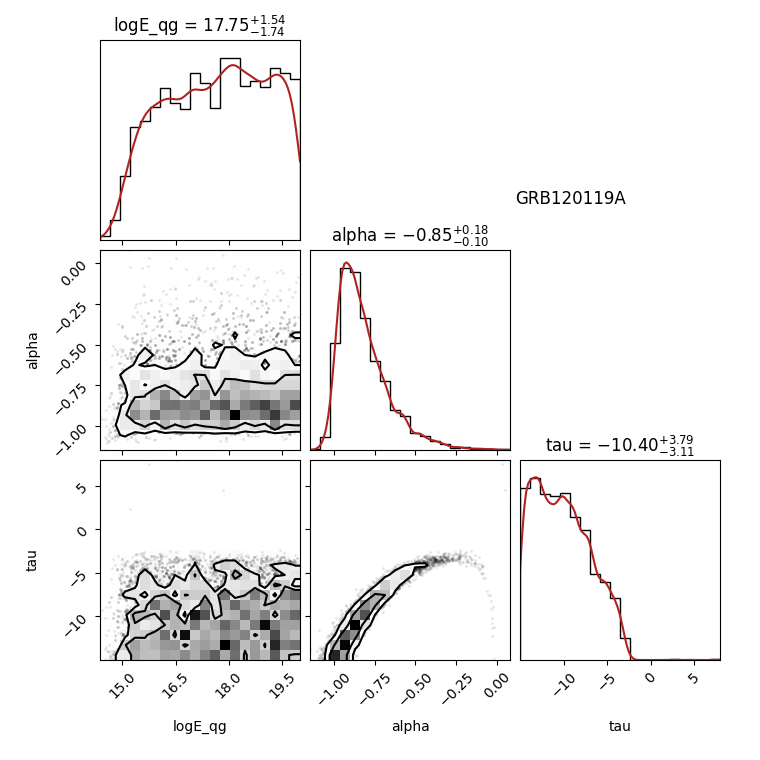 logE_qg = 17.75+1.54 −1.74
GRB120119A
alpha = −0.85+0.18 −0.10
0.00
−0.25
−0.50
−0.75
−1.00
alpha
tau = −10.40+3.79 −3.11
5
0
−5
−10
tau
15.0 16.5 18.0 19.5
−1.00 −0.75 −0.50 −0.25 0.00
−10 −5 0 5
logE_qg alpha tau